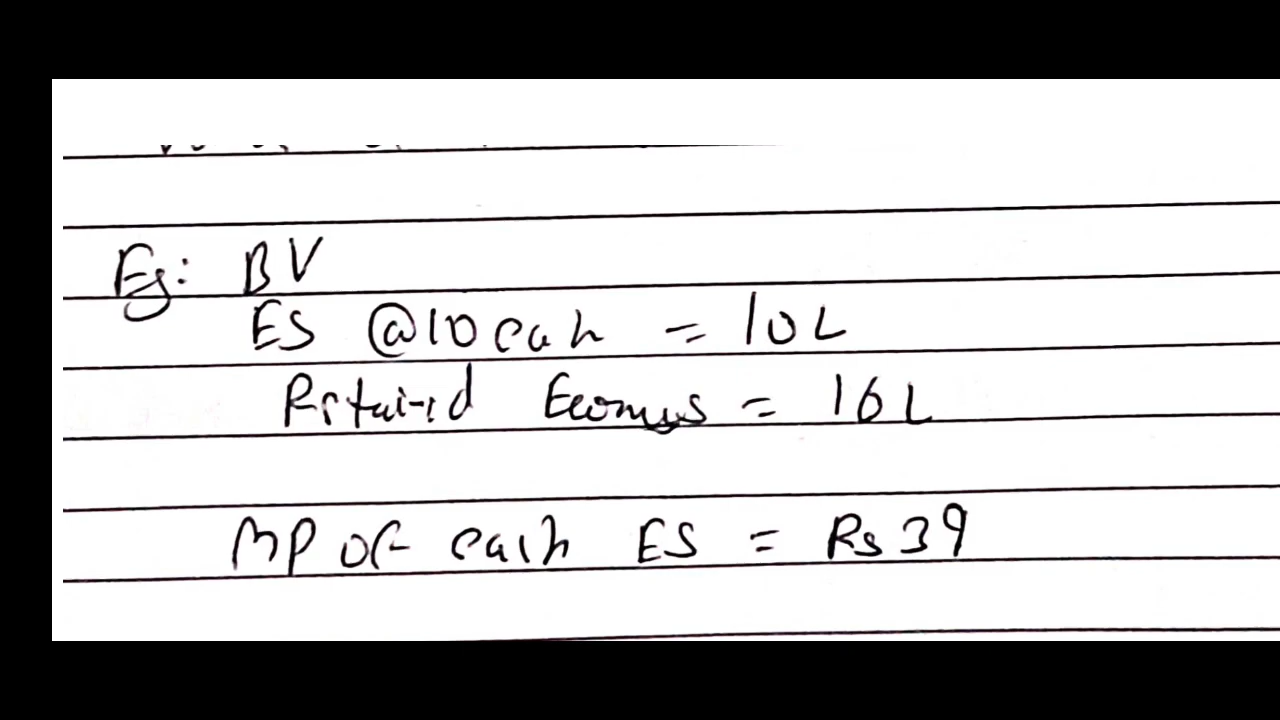 Eg: BV
ES @10 each = 10L
Retained Earnings = 16L
MP OF each ES = Rs 39